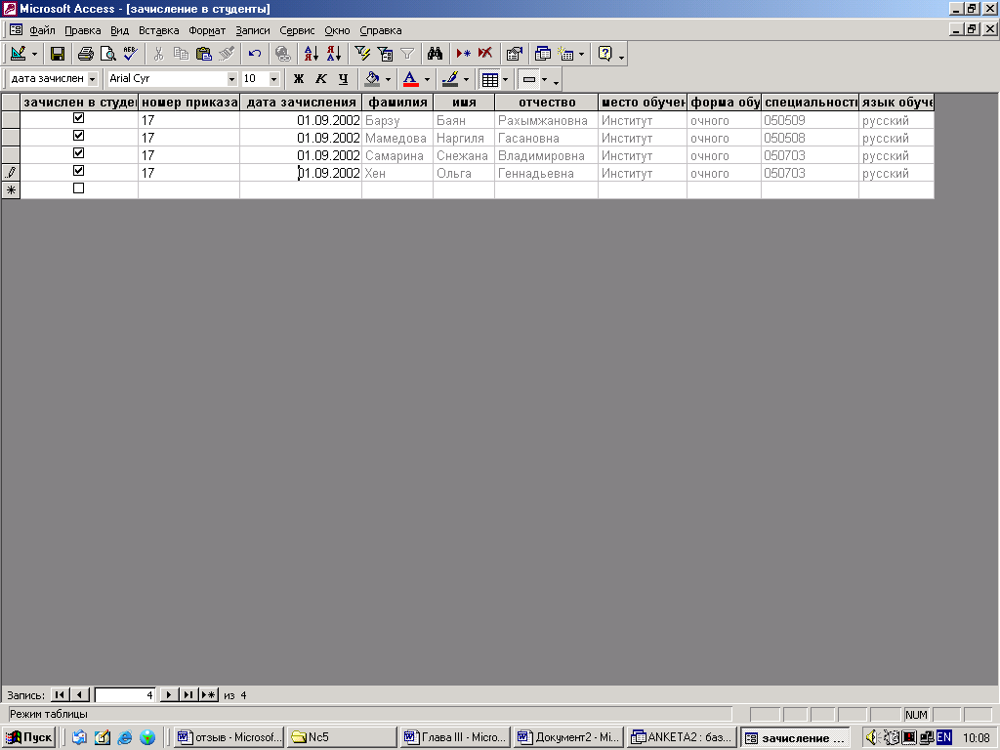 Microsoft Access - [зачисление в студенты]
Файл Правка Вид Вставка Формат Записи Сервис Окно Справка
дата зачислен Arial Cyr 10 Ж К Ч
зачислен в студе номер приказа дата зачисления фамилия имя отчество место обучен форма обу специальность язык обуче
17 01.09.2002 Барзу Баян Рахымжановна Институт очного 050509 русский
17 01.09.2002 Мамедова Наргиля Гасановна Институт очного 050508 русский
17 01.09.2002 Самарина Снежана Владимировна Институт очного 050703 русский
17 01.09.2002 Хен Ольга Геннадьевна Институт очного 050703 русский
Запись: 4 из 4
Режим таблицы NUM
Пуск отзыв - Microsof... Nc5 Глава III - Micro... Документ2 - Mi... ANKETA2 : баз... зачисление ... EN 10:08